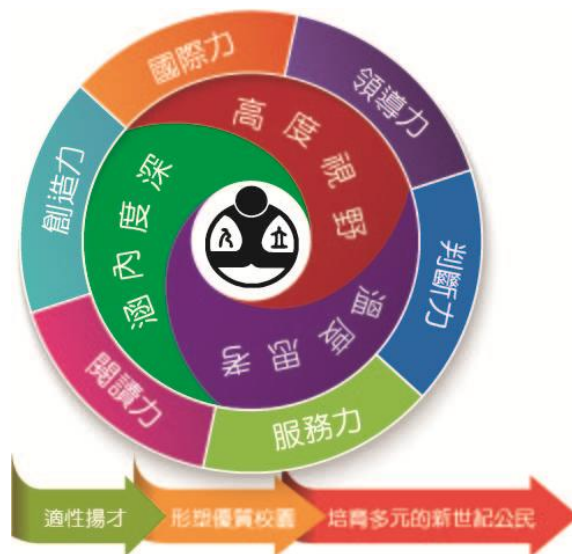 國際力
領導力
判斷力
服務力
閱讀力
創造力
高度視野
溫度思考
深度內涵
適性揚才
形塑優質校園
培育多元的新世紀公民